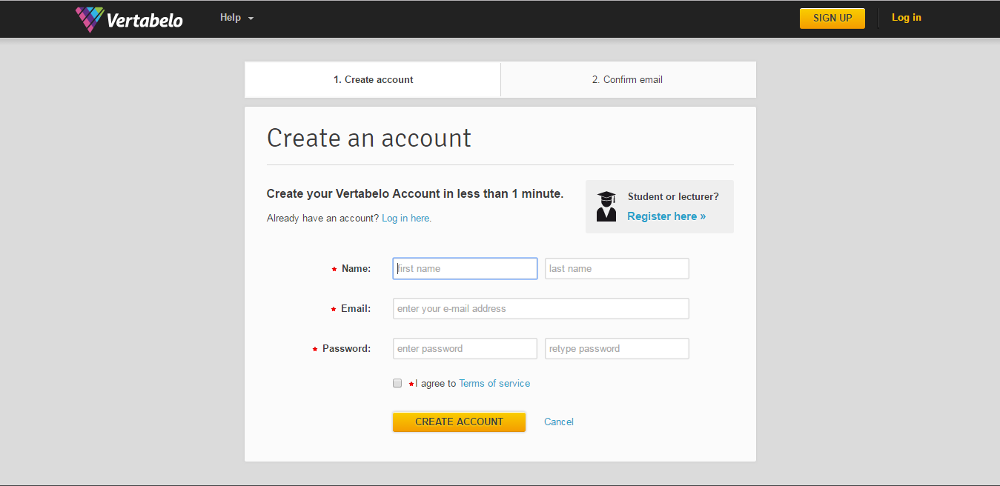 Vertabelo Help SIGN UP Log in
1. Create account 2. Confirm email
Create an account
Create your Vertabelo Account in less than 1 minute.
Already have an account? Log in here.
Student or lecturer?
Register here »
* Name: first name last name
* Email: enter your e-mail address
* Password: enter password retype password
* I agree to Terms of service
CREATE ACCOUNT Cancel